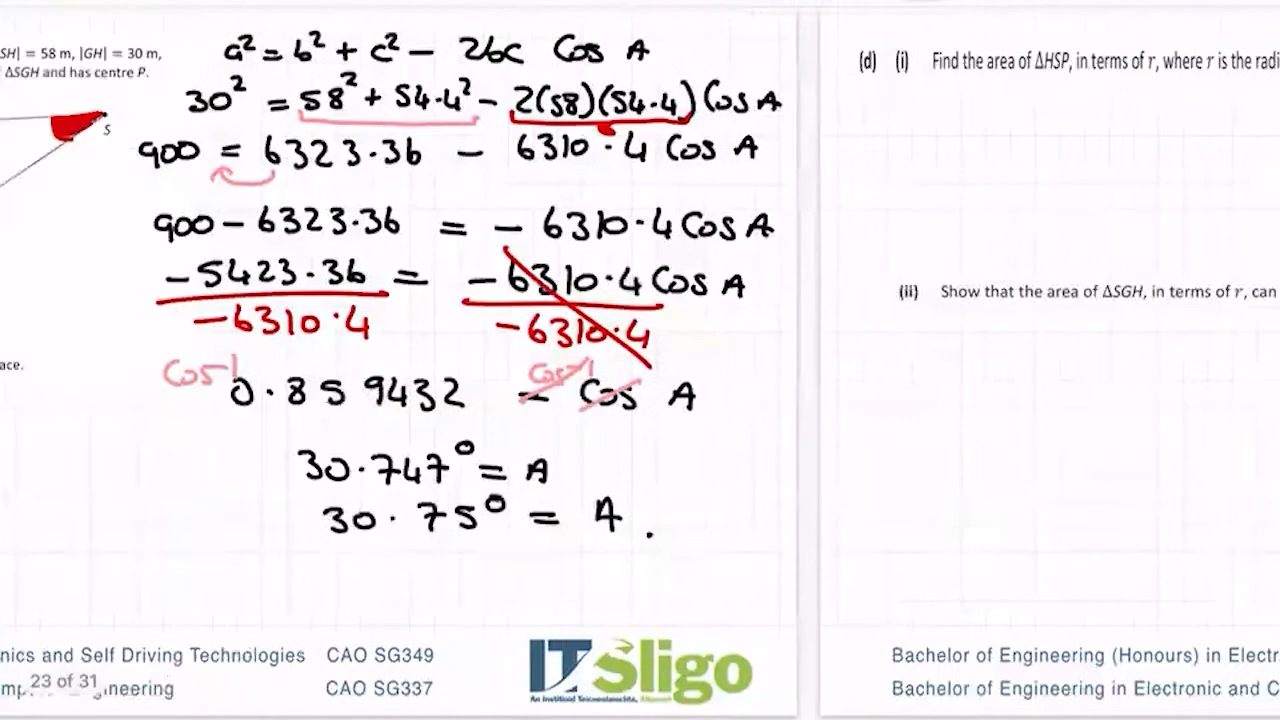 SH| = 58 m, |GH| = 30 m,
ΔSGH and has centre P.
S
ace.
a² = b² + c² - 2bc Cos A
30² = 58² + 54.4² - 2(58)(54.4) Cos A
900 = 6323.36 - 6310.4 Cos A
900 - 6323.36 = - 6310.4 Cos A
-5423.36 = -6310.4 Cos A
-6310.4 -6310.4
Cos⁻¹ Cos⁻¹
0.859432 = Cos A
30.747° = A
30.75° = A.
nics and Self Driving Technologies CAO SG349
23 of 31
ineering CAO SG337
IT Sligo
(d) (i) Find the area of ΔHSP, in terms of r, where r is the radi
(ii) Show that the area of ΔSGH, in terms of r, can
Bachelor of Engineering (Honours) in Electr
Bachelor of Engineering in Electronic and C